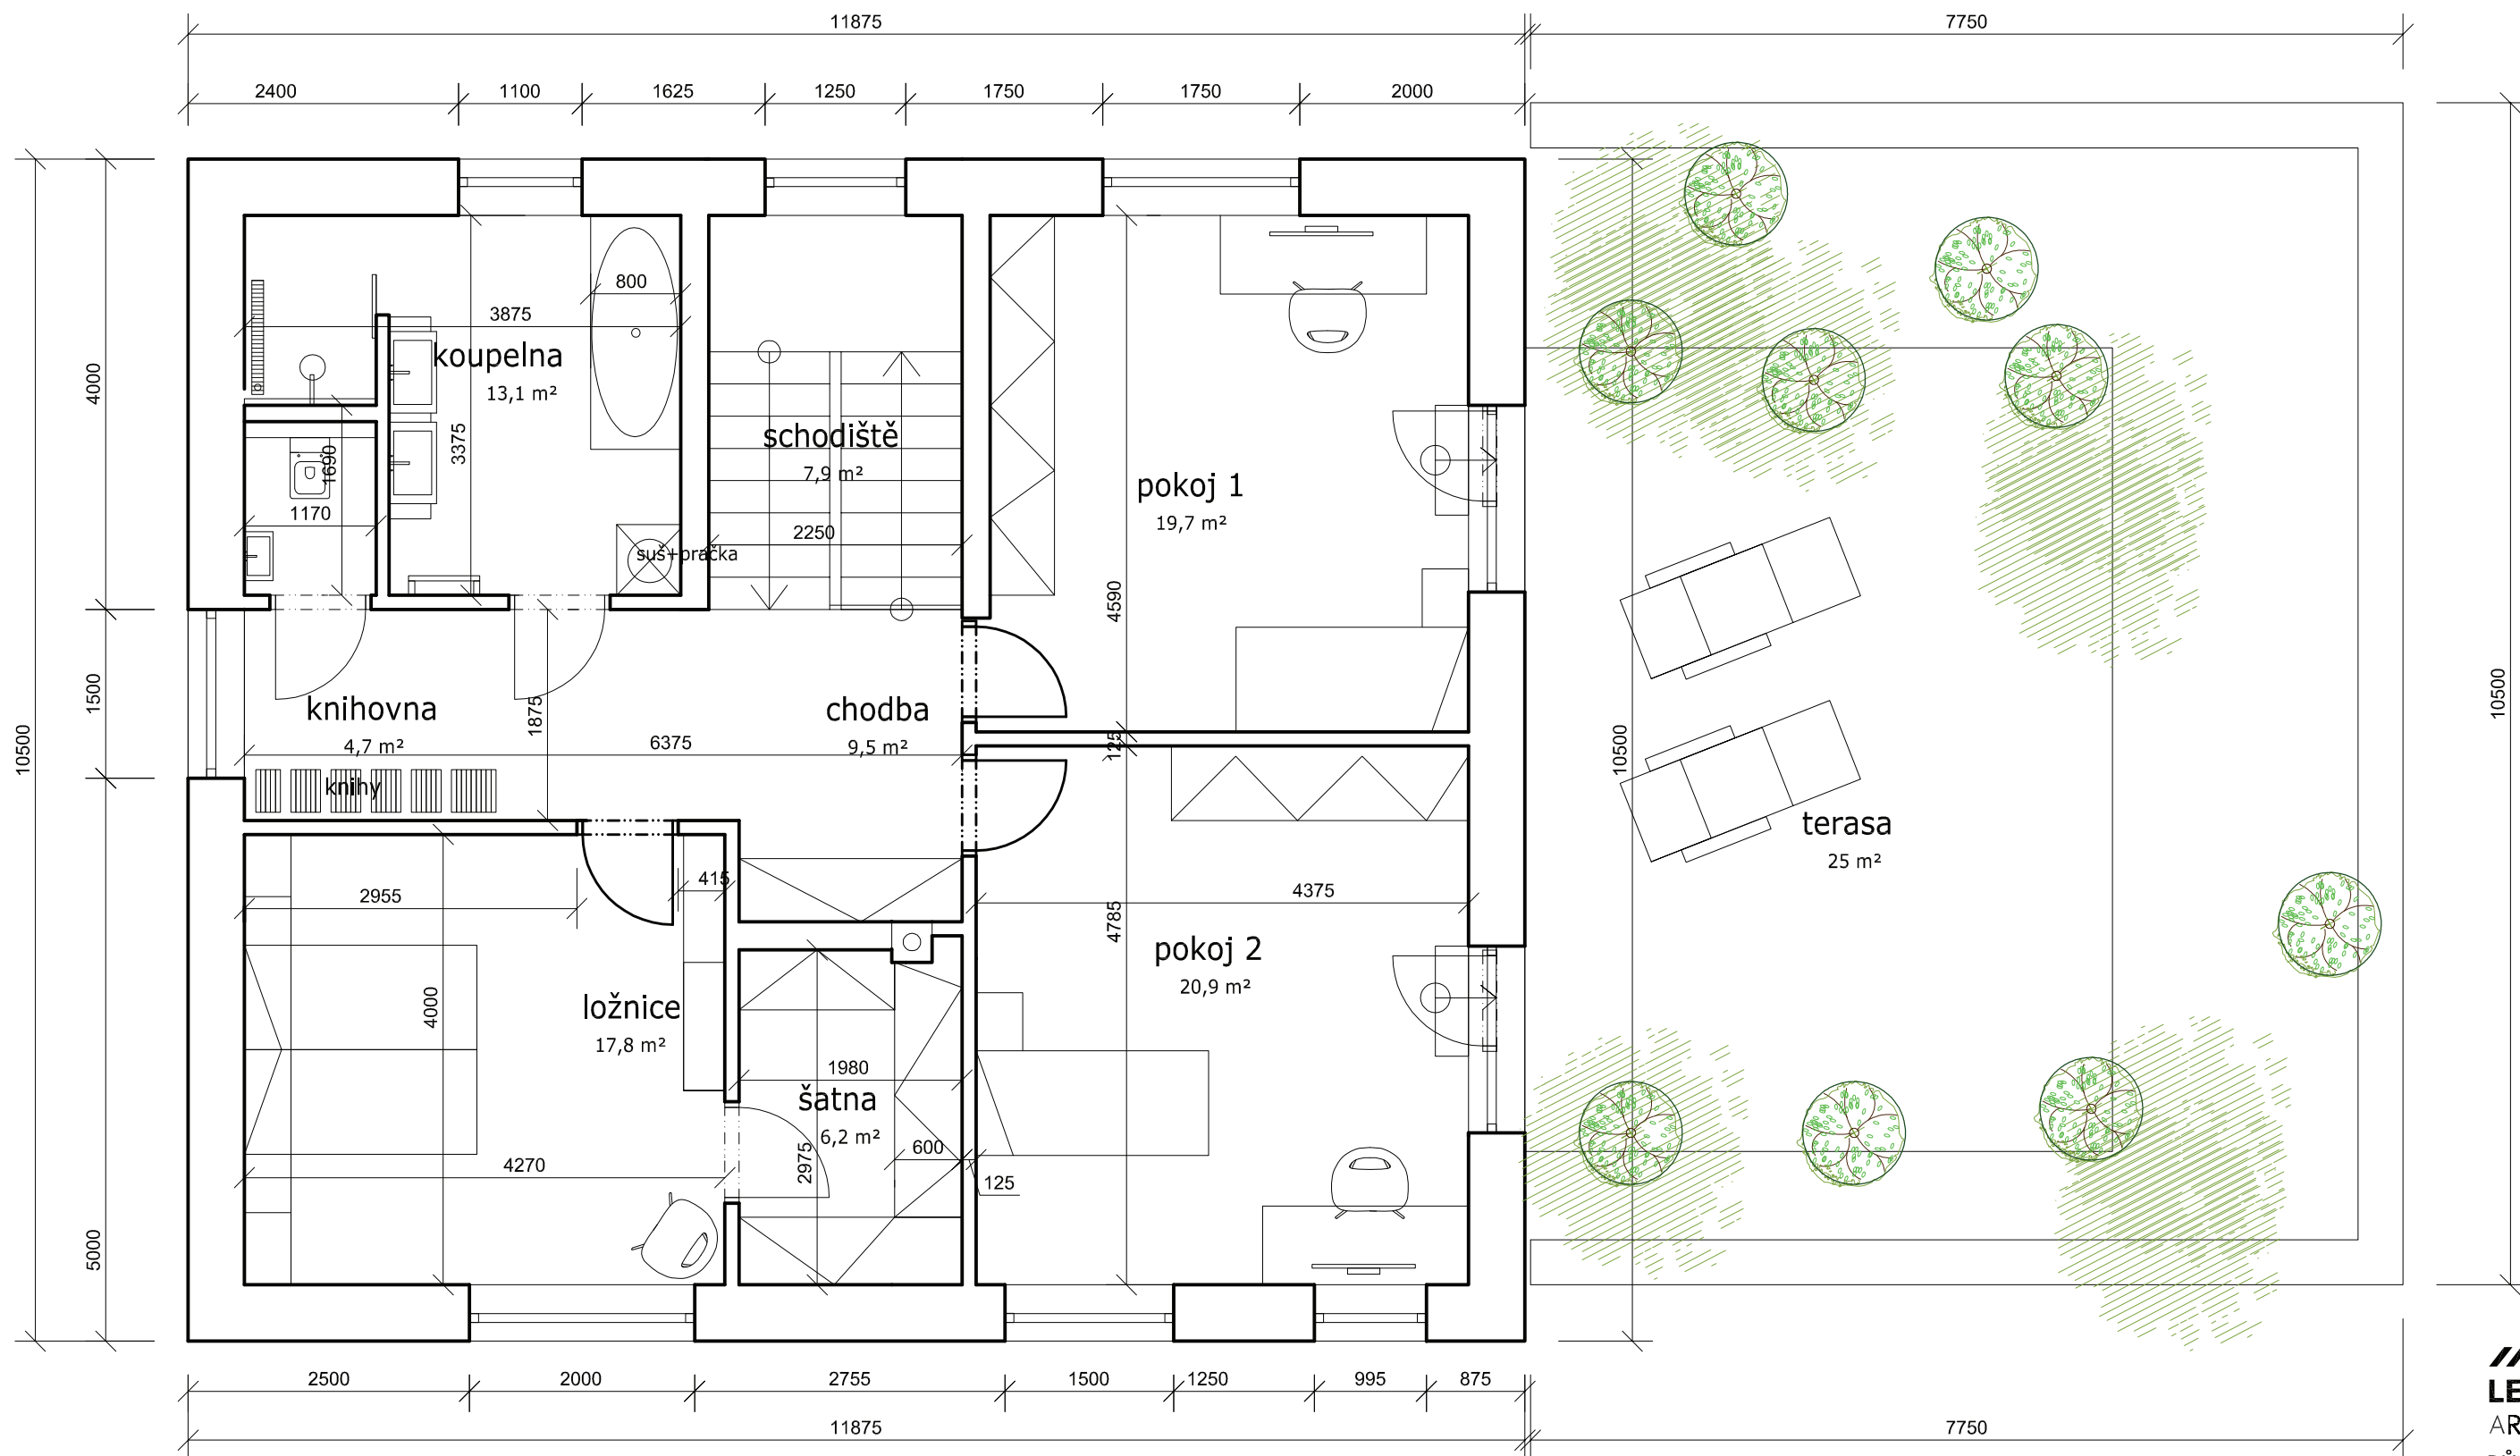 11875 7750
2400 1100 1625 1250 1750 1750 2000
4000
800
3875
koupelna
13,1 m²
3375
1690
1170
suš+pračka
schodiště
7,9 m²
2250
pokoj 1
19,7 m²
4590
10500
1500
knihovna
4,7 m²
knihy
1875
6375
chodba
9,5 m²
125
10500
10500
terasa
25 m²
2955
415
4375
4785
pokoj 2
20,9 m²
4000
ložnice
17,8 m²
1980
šatna
6,2 m²
2975
600
125
4270
5000
2500 2000 2755 1500 1250 995 875
11875 7750
LE
AR